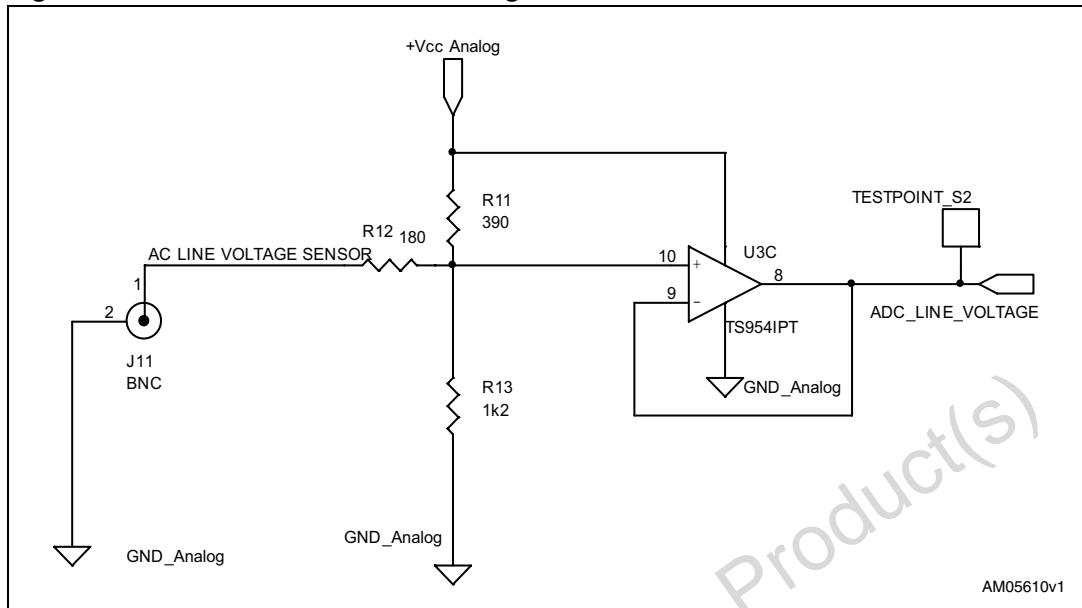 +Vcc Analog
R11
390
R12
180
AC LINE VOLTAGE SENSOR
1
2
J11
BNC
R13
1k2
GND_Analog
GND_Analog
10
+
9
-
U3C
8
TS954IPT
GND_Analog
TESTPOINT_S2
ADC_LINE_VOLTAGE
Product(s)
AM05610v1